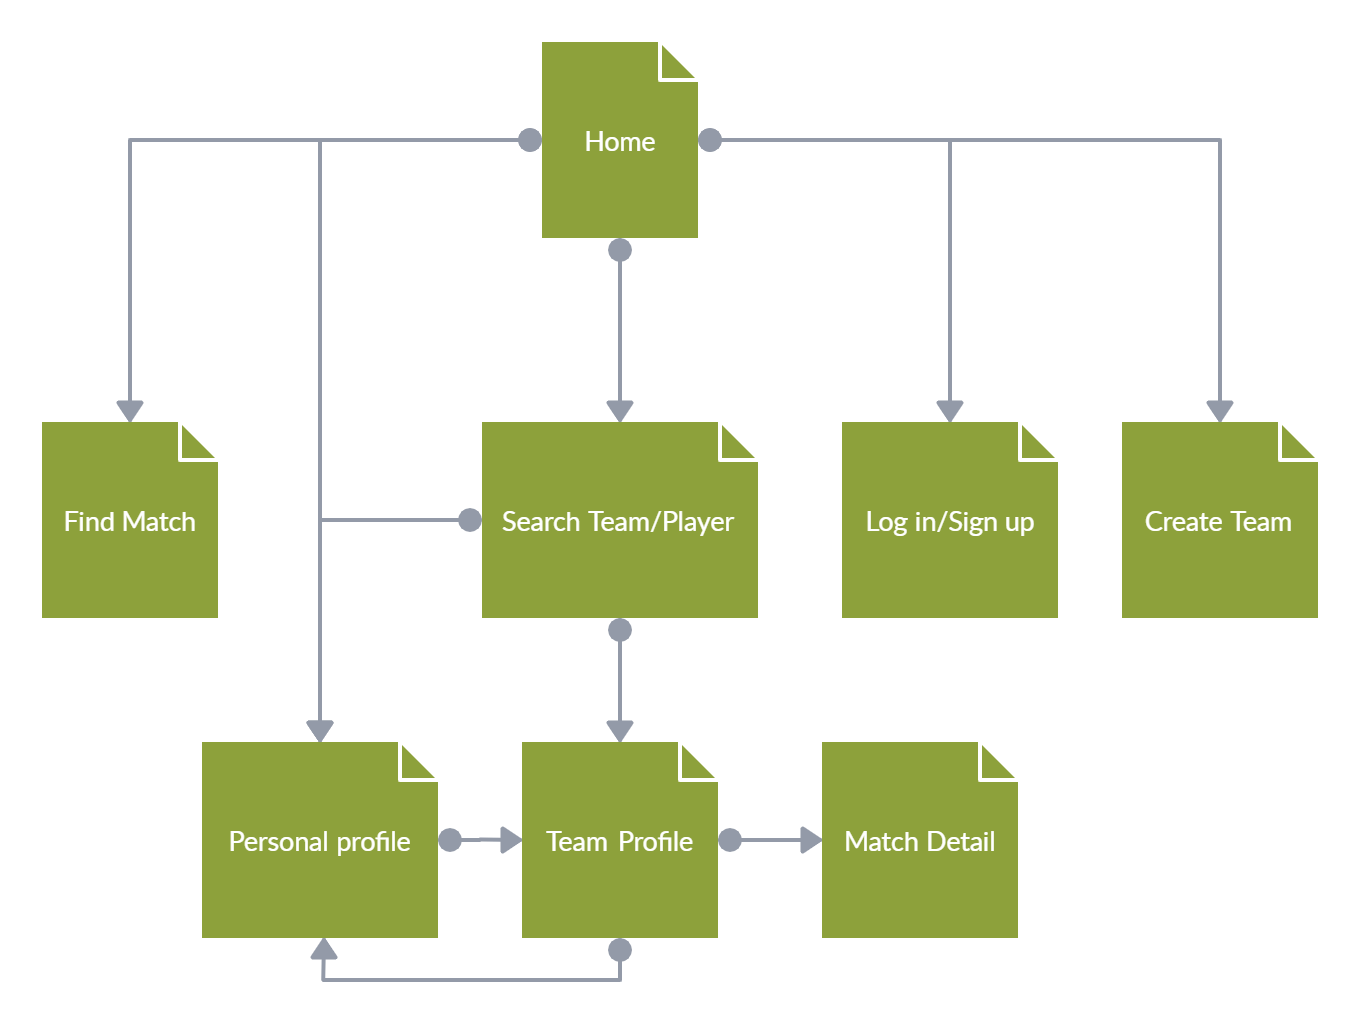 Home
Find Match
Search Team/Player
Log in/Sign up
Create Team
Personal profile
Team Profile
Match Detail